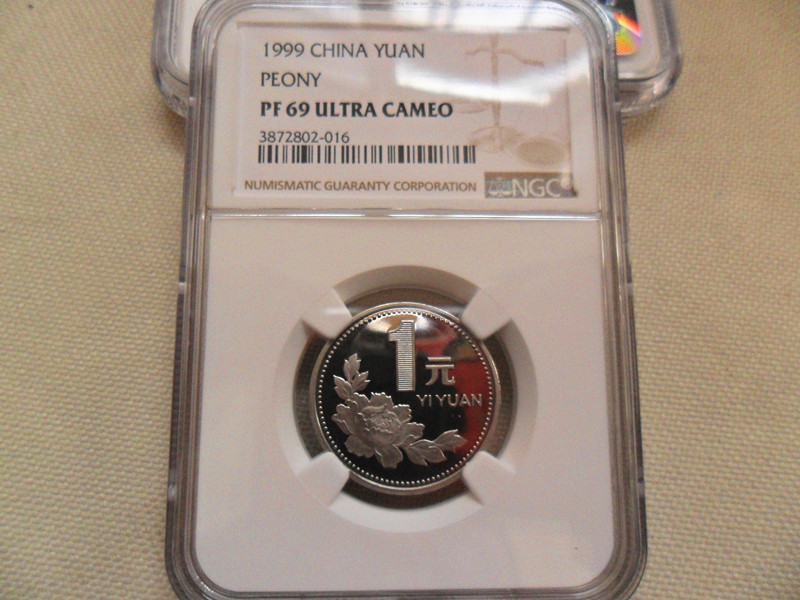 1999 CHINA YUAN
PEONY
PF 69 ULTRA CAMEO
3872802-016
NUMISMATIC GUARANTY CORPORATION NGC
1元
YI YUAN